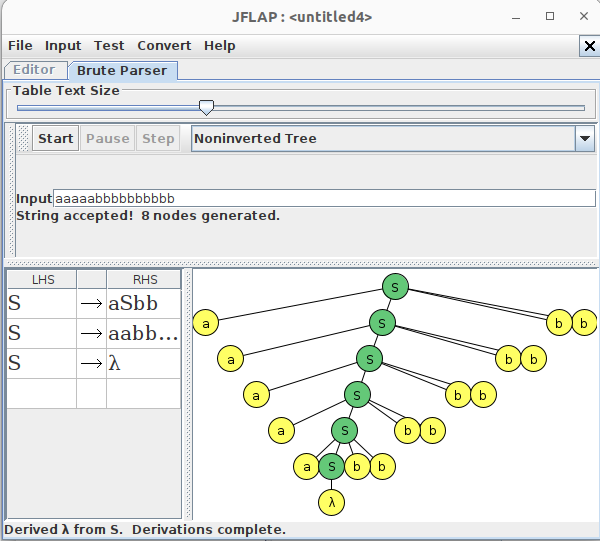 JFLAP : <untitled4>
File Input Test Convert Help
Editor Brute Parser
Table Text Size
Start Pause Step Noninverted Tree
Input aaaaabbbbbbbbbb
String accepted! 8 nodes generated.
LHS RHS
S → aSbb
S → aabb...
S → λ
S
a S b b
a S b b
a S b b
a S b b
a S b b
λ
Derived λ from S. Derivations complete.